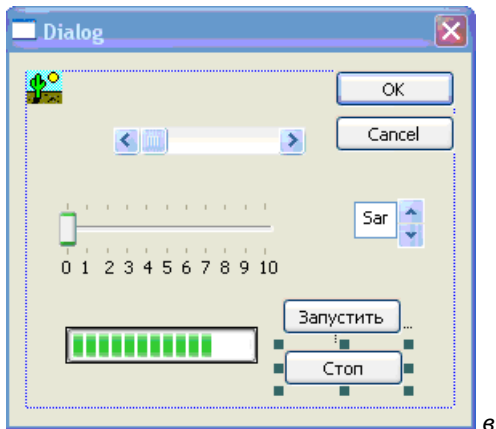 Dialog
OK
Cancel
Sar
0 1 2 3 4 5 6 7 8 9 10
Запустить
...
Стоп
в